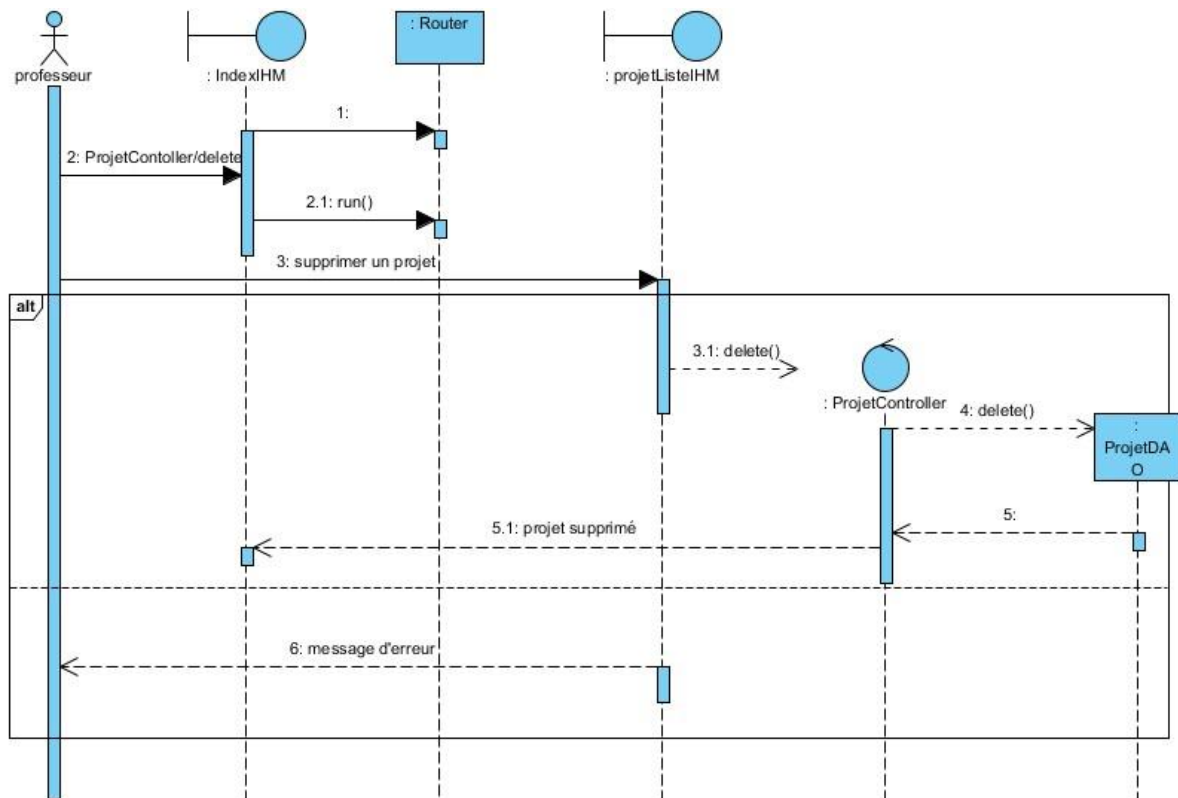 : Router
professeur
: IndexIHM
: projetListeIHM
1:
2: ProjetContoller/delete
2.1: run()
3: supprimer un projet
alt
3.1: delete()
: ProjetController
4: delete()
:
ProjetDA
O
5:
5.1: projet supprimé
6: message d'erreur